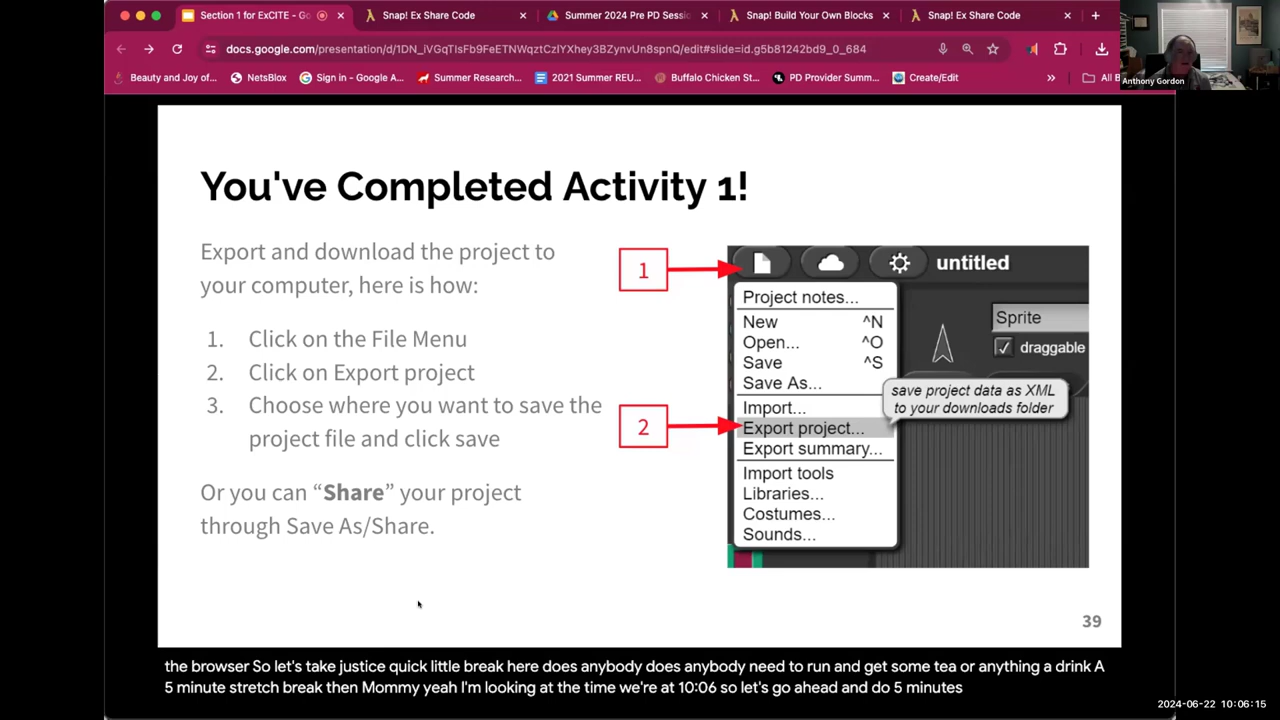 Section 1 for ExCITE - Go
Snap! Ex Share Code
Summer 2024 Pre PD Sessi
Snap! Build Your Own Blocks
Snap! Ex Share Code
docs.google.com/presentation/d/1DN_iVGqTIsFb9FeETNWqztCzlYXhey3BZynvUn8spnQ/edit#slide=id.g5b81242bd9_0_684
Beauty and Joy of...
NetsBlox
Sign in - Google A...
Summer Research...
2021 Summer REU...
Buffalo Chicken St...
PD Provider Summ...
Create/Edit
»
All B
Anthony Gordon
You've Completed Activity 1!
Export and download the project to
your computer, here is how:
1. Click on the File Menu
2. Click on Export project
3. Choose where you want to save the
project file and click save
Or you can “Share” your project
through Save As/Share.
1
2
untitled
Project notes...
New ^N
Open... ^O
Save ^S
Save As...
Import...
Export project...
Export summary...
Import tools
Libraries...
Costumes...
Sounds...
Sprite
draggable
save project data as XML
to your downloads folder
39
the browser So let's take justice quick little break here does anybody does anybody need to run and get some tea or anything a drink A
5 minute stretch break then Mommy yeah I'm looking at the time we're at 10:06 so let's go ahead and do 5 minutes
2024-06-22 10:06:15